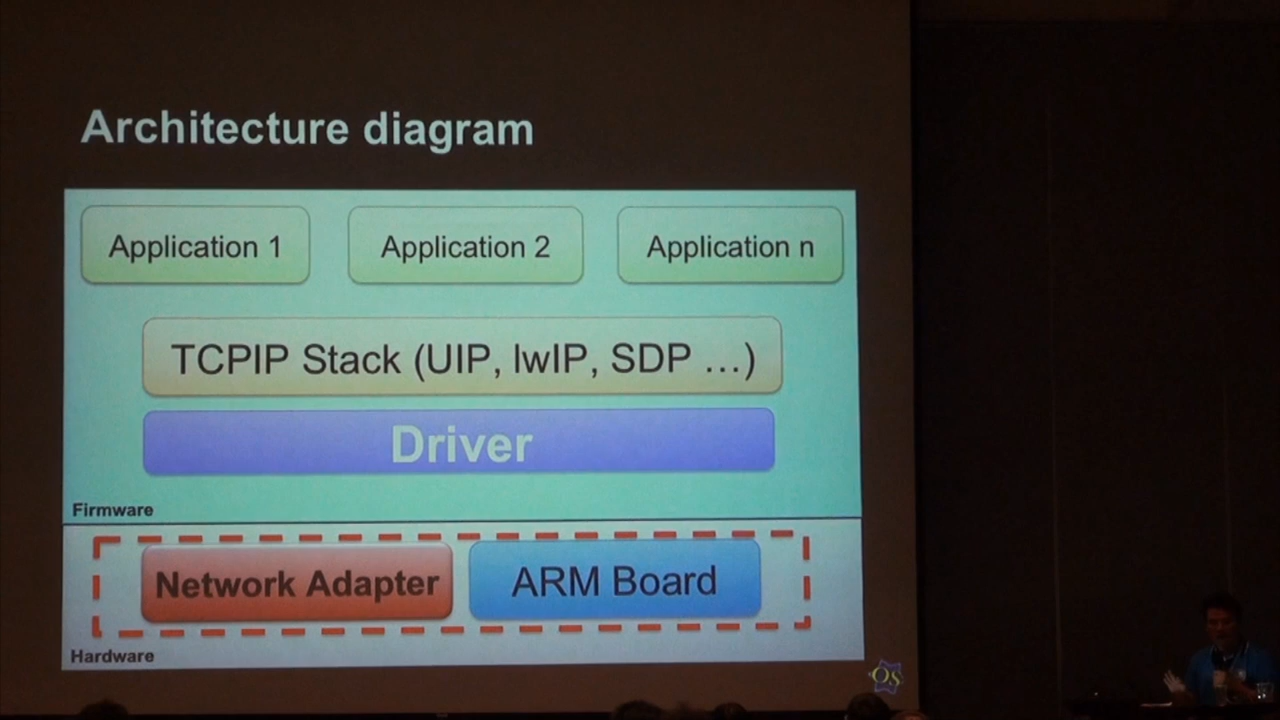 Architecture diagram
Application 1
Application 2
Application n
TCPIP Stack (UIP, lwIP, SDP ...)
Driver
Firmware
Network Adapter
ARM Board
Hardware
OS